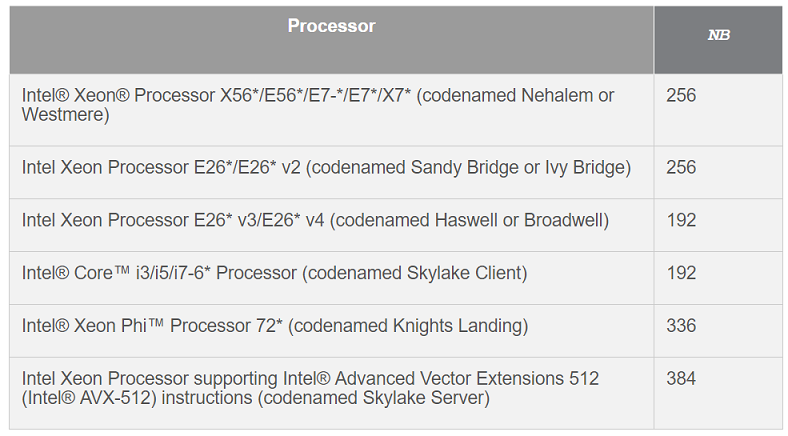 Processor NB
Intel® Xeon® Processor X56*/E56*/E7-*/E7*/X7* (codenamed Nehalem or 256
Westmere)
Intel Xeon Processor E26*/E26* v2 (codenamed Sandy Bridge or Ivy Bridge) 256
Intel Xeon Processor E26* v3/E26* v4 (codenamed Haswell or Broadwell) 192
Intel® Core™ i3/i5/i7-6* Processor (codenamed Skylake Client) 192
Intel® Xeon Phi™ Processor 72* (codenamed Knights Landing) 336
Intel Xeon Processor supporting Intel® Advanced Vector Extensions 512 384
(Intel® AVX-512) instructions (codenamed Skylake Server)